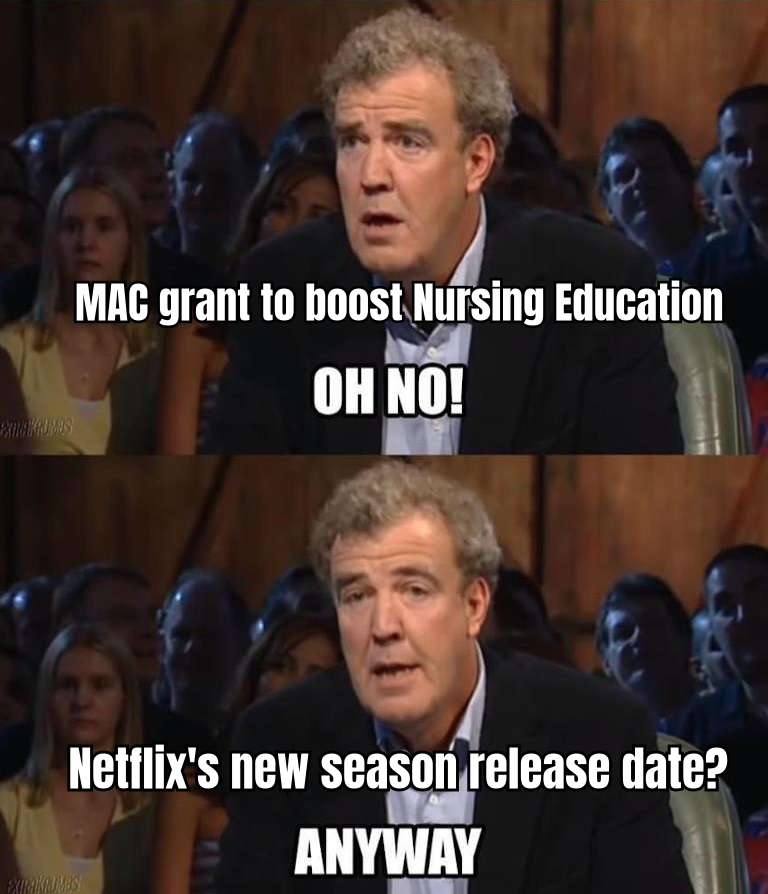 MAC grant to boost Nursing Education
OH NO!
Netflix's new season release date?
ANYWAY